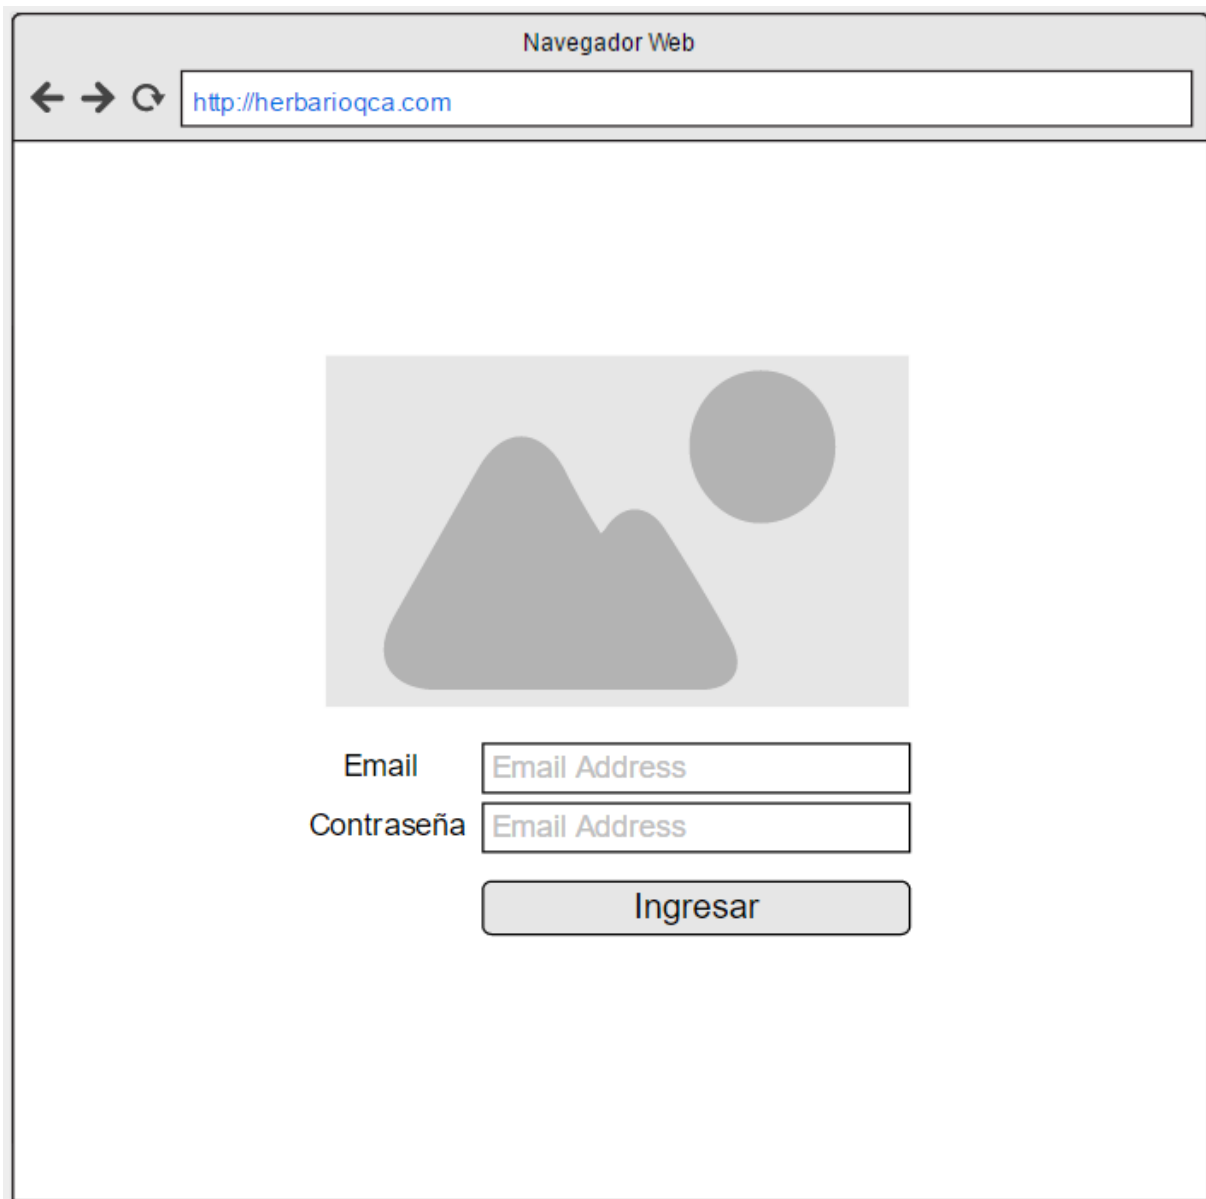 Navegador Web
http://herbarioqca.com
Email
Email Address
Contraseña
Email Address
Ingresar